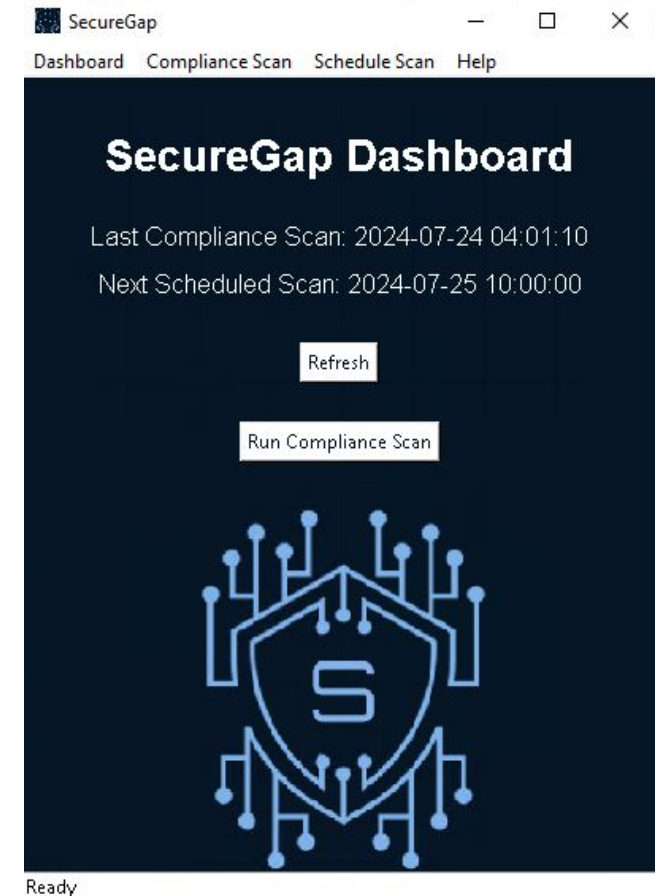 SecureGap
Dashboard Compliance Scan Schedule Scan Help
SecureGap Dashboard
Last Compliance Scan: 2024-07-24 04:01:10
Next Scheduled Scan: 2024-07-25 10:00:00
Refresh
Run Compliance Scan
S
Ready